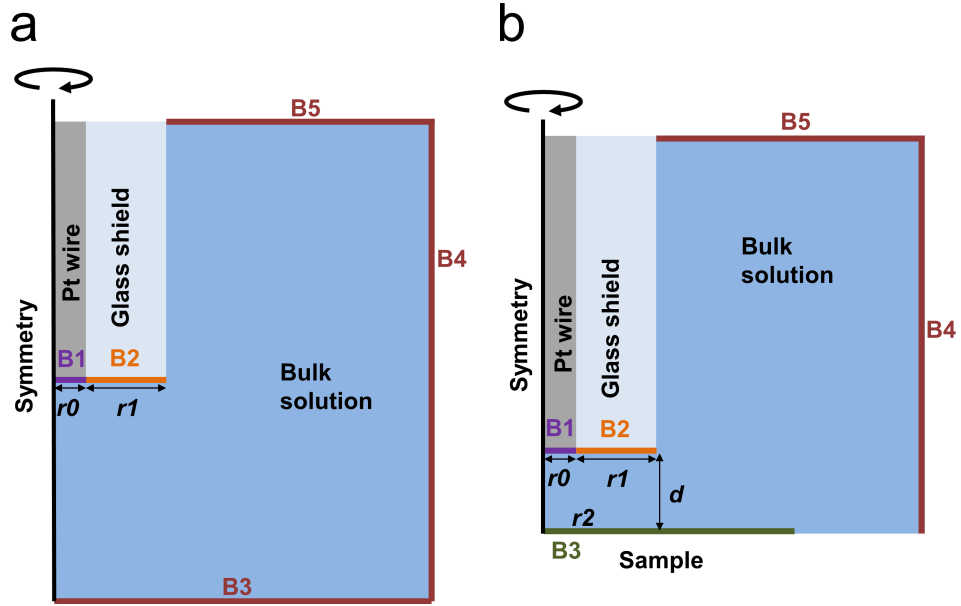 a
B5
Pt wire
Glass shield
B4
Symmetry
B1
B2
r0
r1
Bulk
solution
B3
b
B5
Bulk
solution
Pt wire
Glass shield
B4
Symmetry
B1
B2
r0
r1
d
r2
B3
Sample